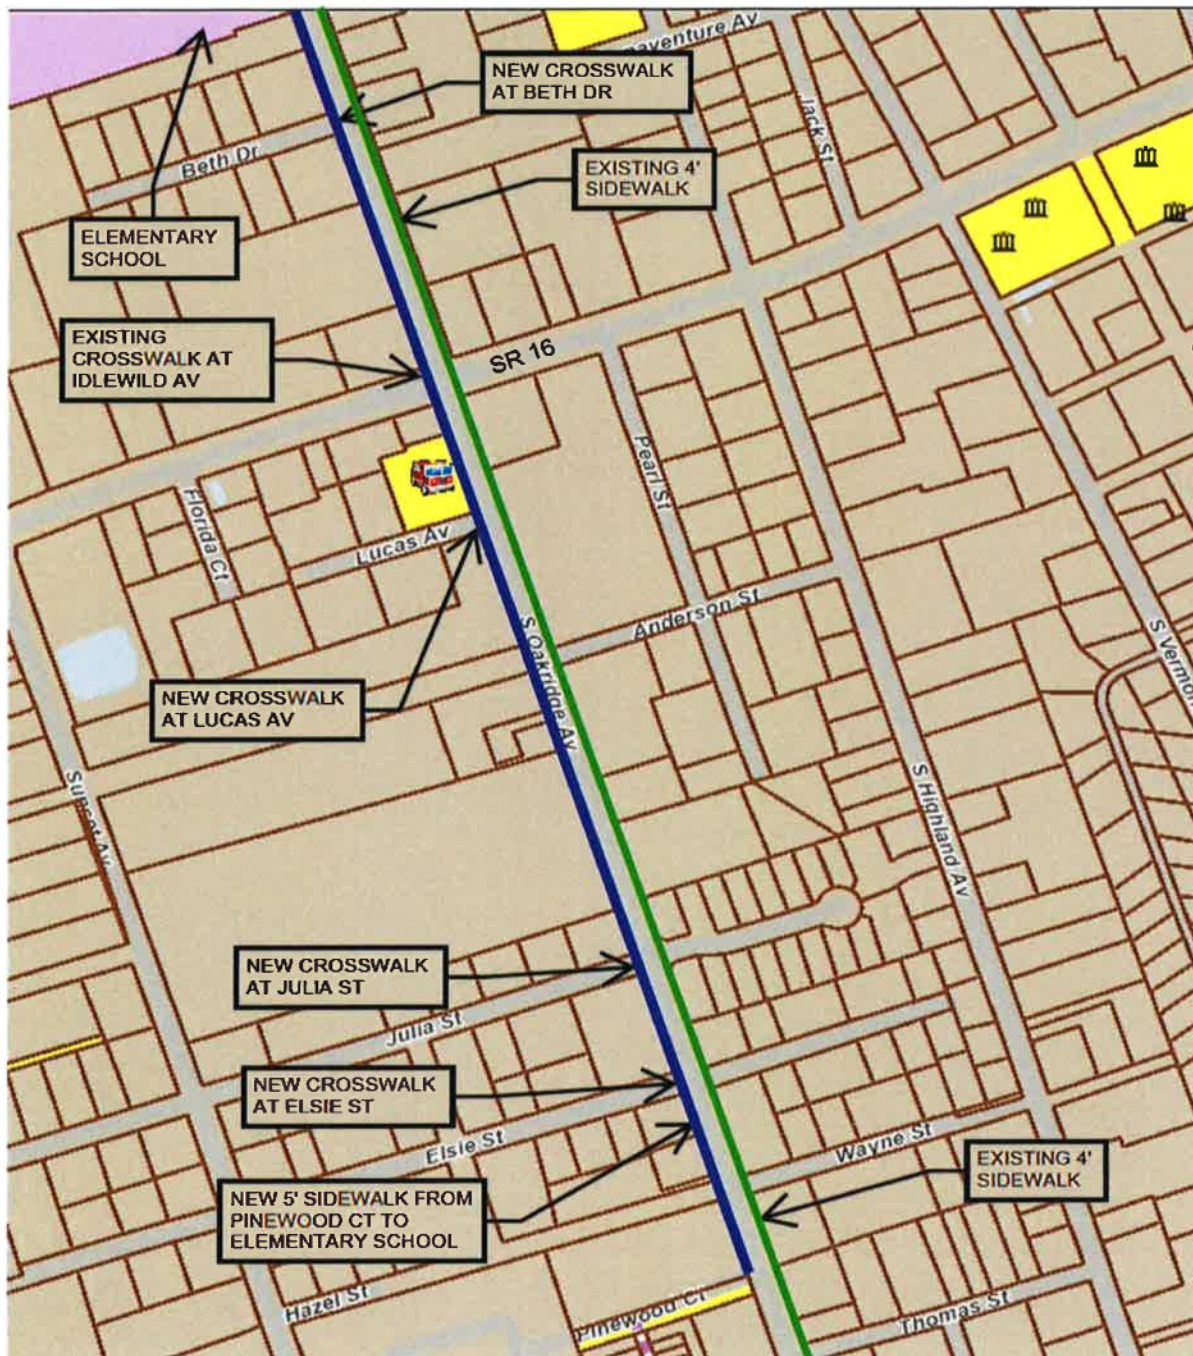 NEW CROSSWALK
AT BETH DR
Jack St
Beth Dr
EXISTING 4'
SIDEWALK
ELEMENTARY
SCHOOL
EXISTING
CROSSWALK AT
IDLEWILD AV
SR 16
Pearl St
Florida Ct
Lucas Av
Anderson St
S Oakridge Av
S Vermon
NEW CROSSWALK
AT LUCAS AV
Sunset Av
S Highland Av
NEW CROSSWALK
AT JULIA ST
Julia St
NEW CROSSWALK
AT ELSIE ST
Elsie St
Wayne St
EXISTING 4'
SIDEWALK
NEW 5' SIDEWALK FROM
PINEWOOD CT TO
ELEMENTARY SCHOOL
Hazel St
Pinewood Ct
Thomas St